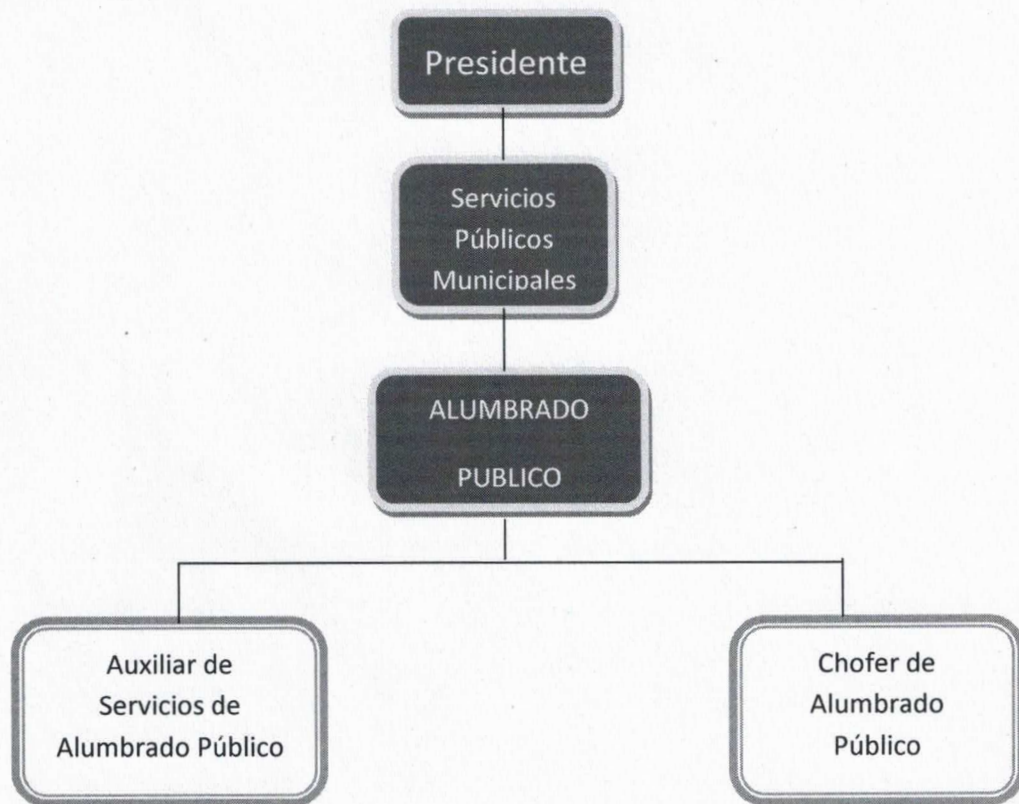 Presidente
Servicios
Públicos
Municipales
ALUMBRADO
PUBLICO
Auxiliar de
Servicios de
Alumbrado Público
Chofer de
Alumbrado
Público